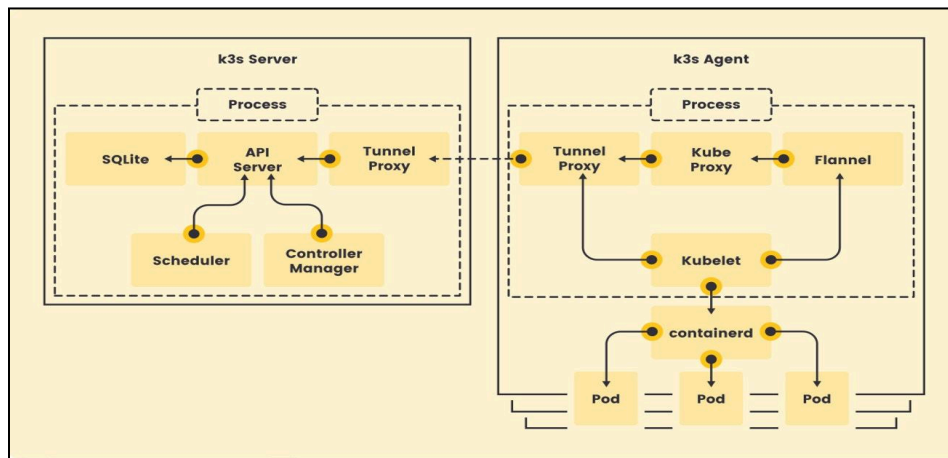 k3s Server
Process
SQLite
API
Server
Tunnel
Proxy
Scheduler
Controller
Manager
k3s Agent
Process
Tunnel
Proxy
Kube
Proxy
Flannel
Kubelet
containerd
Pod
Pod
Pod